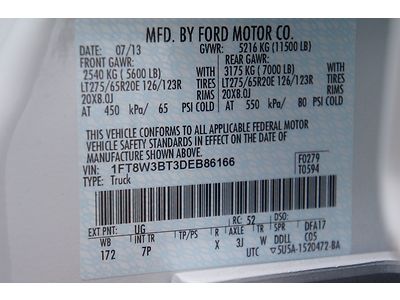 MFD. BY FORD MOTOR CO.
DATE: 07/13 GVWR: 5216 KG (11500 LB)
FRONT GAWR: REAR GAWR:
2540 KG (5600 LB) WITH 3175 KG (7000 LB) WITH
LT275/65R20E 126/123R TIRES LT275/65R20E 126/123R TIRES
20X8.0J RIMS 20X8.0J RIMS
AT 450 kPa/ 65 PSI COLD AT 550 kPa/ 80 PSI COLD
THIS VEHICLE CONFORMS TO ALL APPLICABLE FEDERAL MOTOR
VEHICLE SAFETY STANDARDS IN EFFECT ON THE DATE OF
MANUFACTURE SHOWN ABOVE.
VIN: 1FT8W3BT3DEB86166 F0279
TYPE: Truck T0594
EXT PNT: UG RC: 52 DFA17
WB INT TR TP/PS R AXLE TR SPR C05
172 7P X 3J W DDLL
UTC 5U5A-1520472-BA